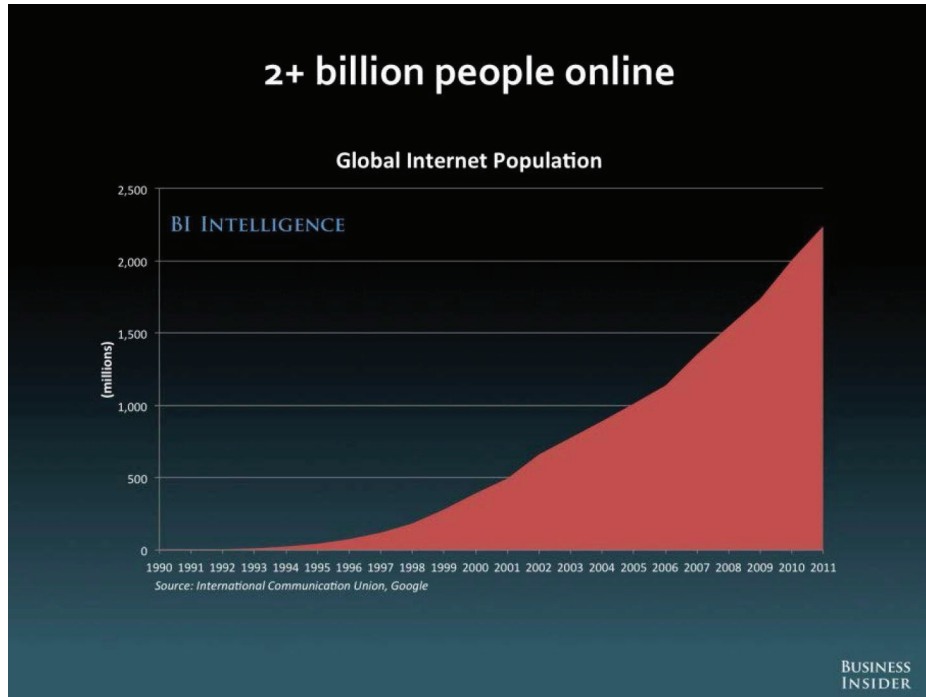 2+ billion people online
Global Internet Population
BI INTELLIGENCE
(millions)
2,500
2,000
1,500
1,000
500
0
1990 1991 1992 1993 1994 1995 1996 1997 1998 1999 2000 2001 2002 2003 2004 2005 2006 2007 2008 2009 2010 2011
Source: International Communication Union, Google
BUSINESS
INSIDER